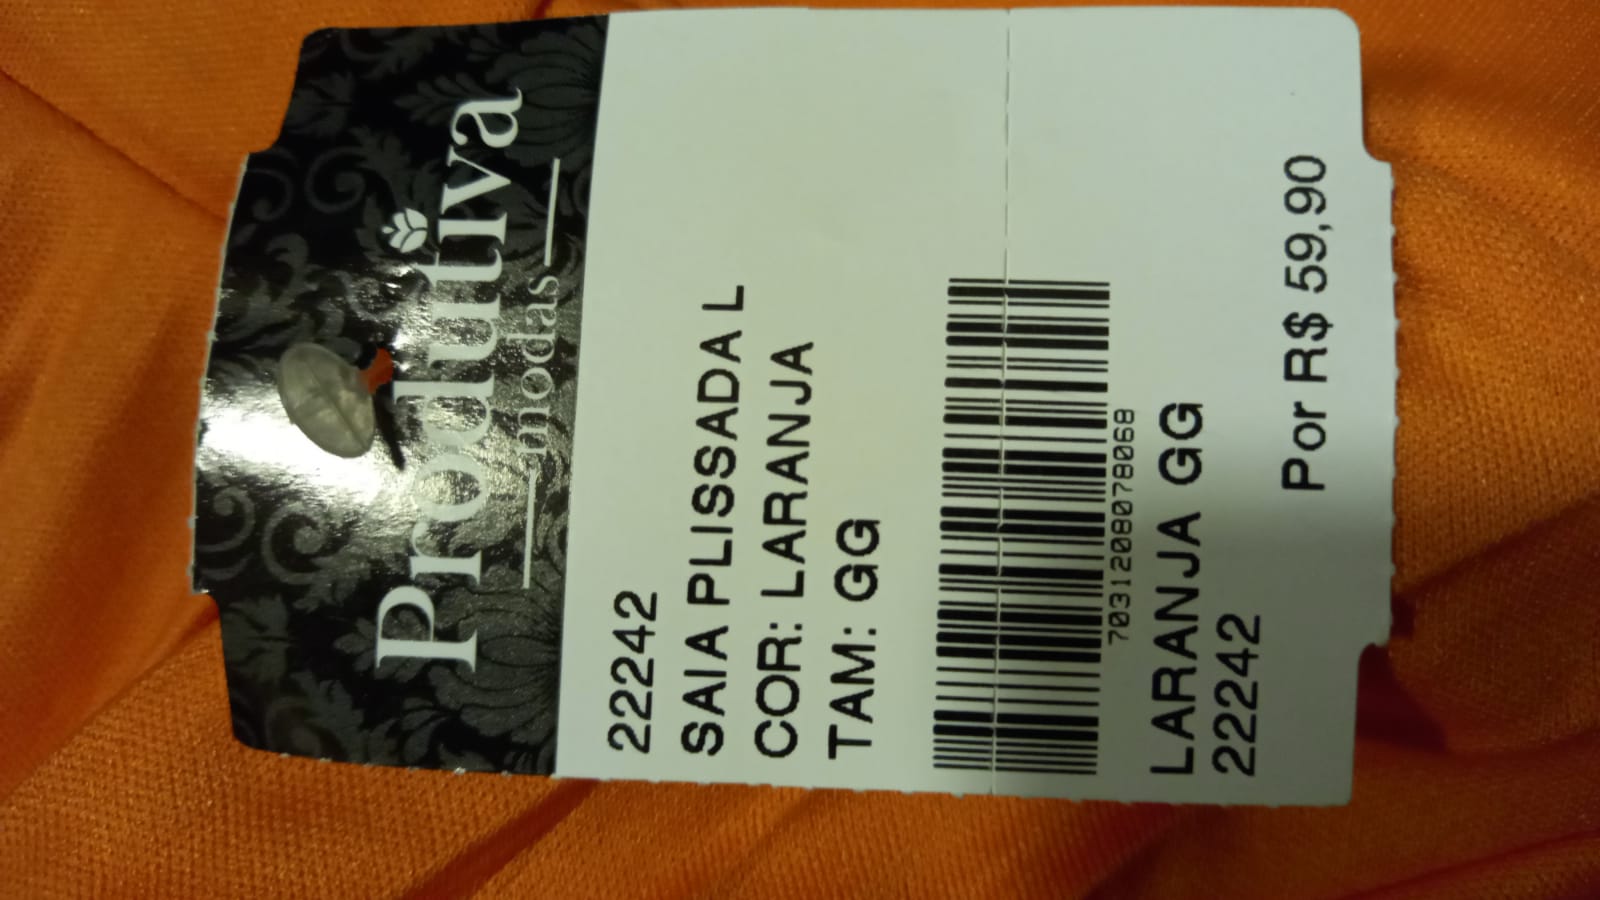 Produtiva
modas
22242
SAIA PLISSADA L
COR: LARANJA
TAM: GG
7031208078068
LARANJA GG
22242
Por R$ 59,90